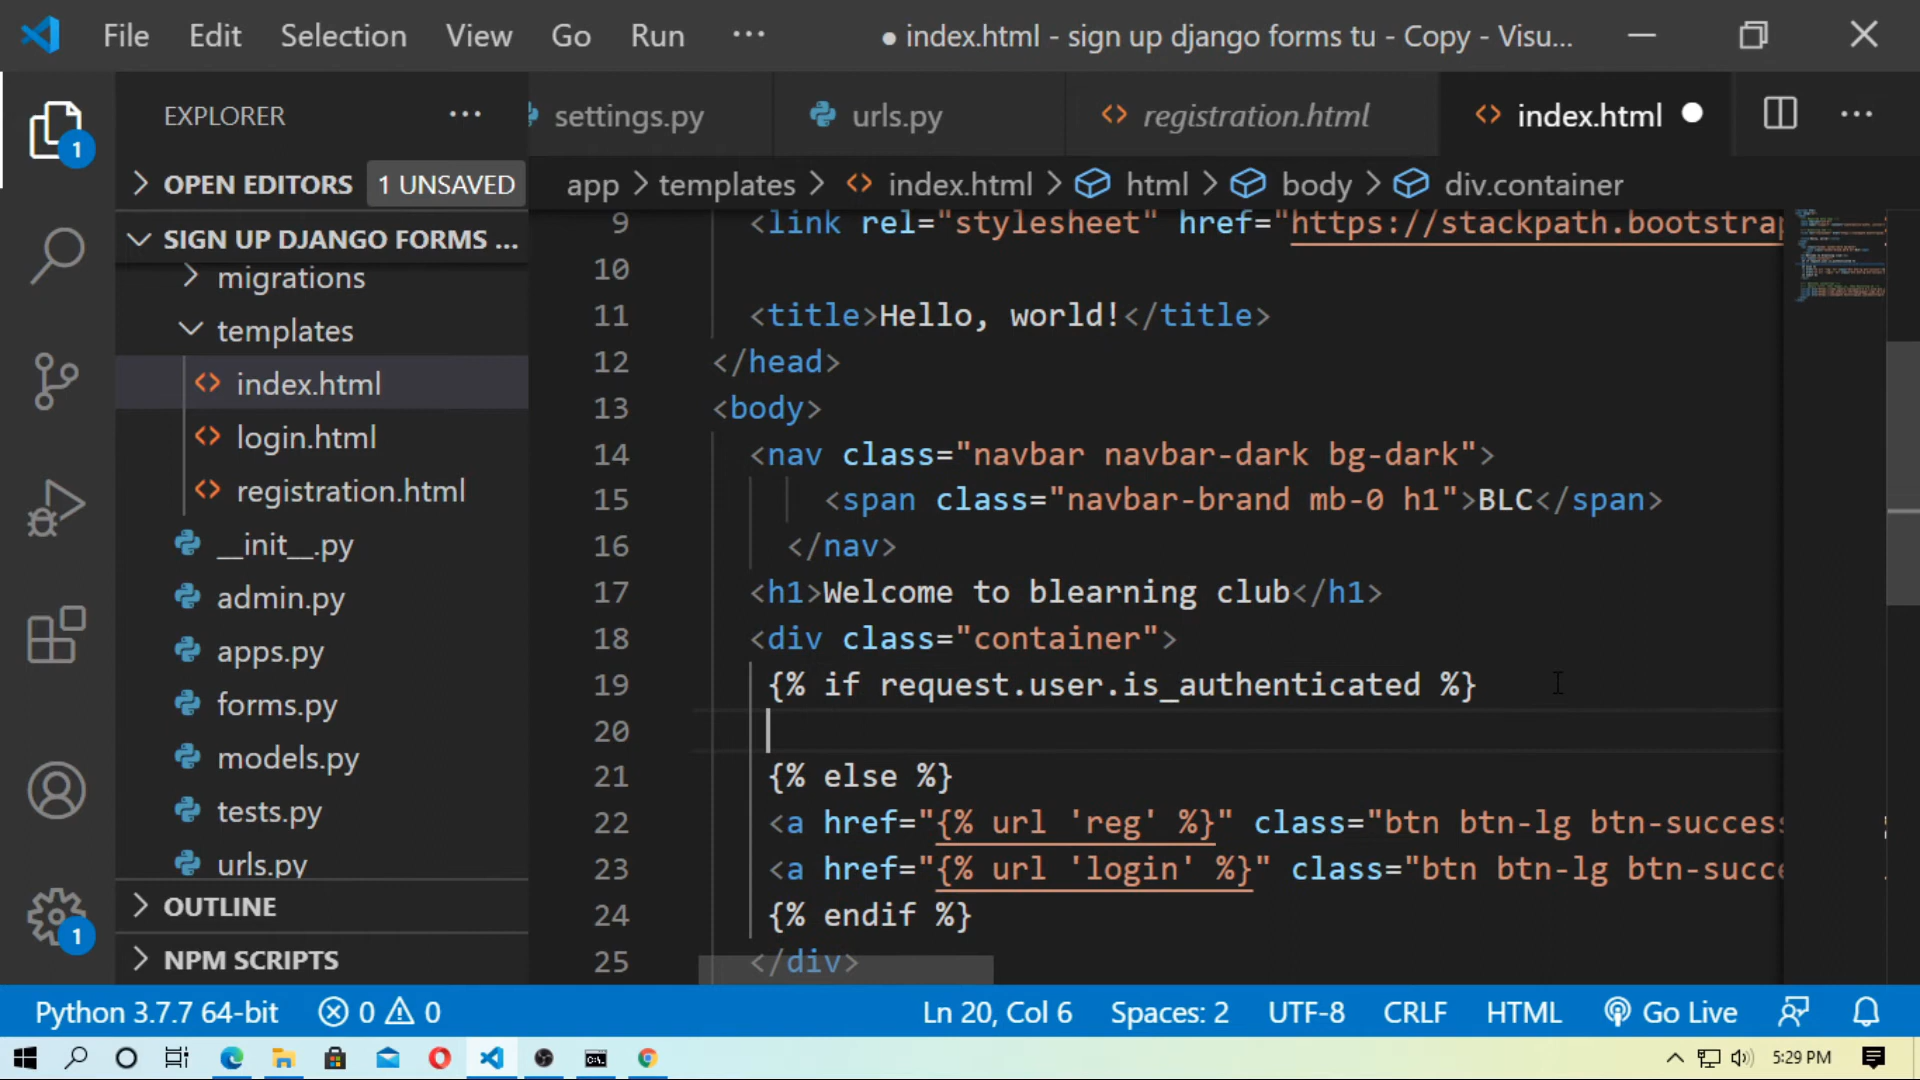 File Edit Selection View Go Run ··· ● index.html - sign up django forms tu - Copy - Visu...
EXPLORER ···
settings.py urls.py registration.html index.html ···
1
OPEN EDITORS 1 UNSAVED
app > templates > index.html > html > body > div.container
SIGN UP DJANGO FORMS ...
migrations
templates
index.html
login.html
registration.html
__init__.py
admin.py
apps.py
forms.py
models.py
tests.py
urls.py
OUTLINE
NPM SCRIPTS
1
9 <link rel="stylesheet" href="https://stackpath.bootstrap
10
11 <title>Hello, world!</title>
12 </head>
13 <body>
14 <nav class="navbar navbar-dark bg-dark">
15 <span class="navbar-brand mb-0 h1">BLC</span>
16 </nav>
17 <h1>Welcome to blearning club</h1>
18 <div class="container">
19 {% if request.user.is_authenticated %}
20
21 {% else %}
22 <a href="{% url 'reg' %}" class="btn btn-lg btn-success
23 <a href="{% url 'login' %}" class="btn btn-lg btn-succe
24 {% endif %}
25 </div>
Python 3.7.7 64-bit 0 0 Ln 20, Col 6 Spaces: 2 UTF-8 CRLF HTML Go Live
5:29 PM